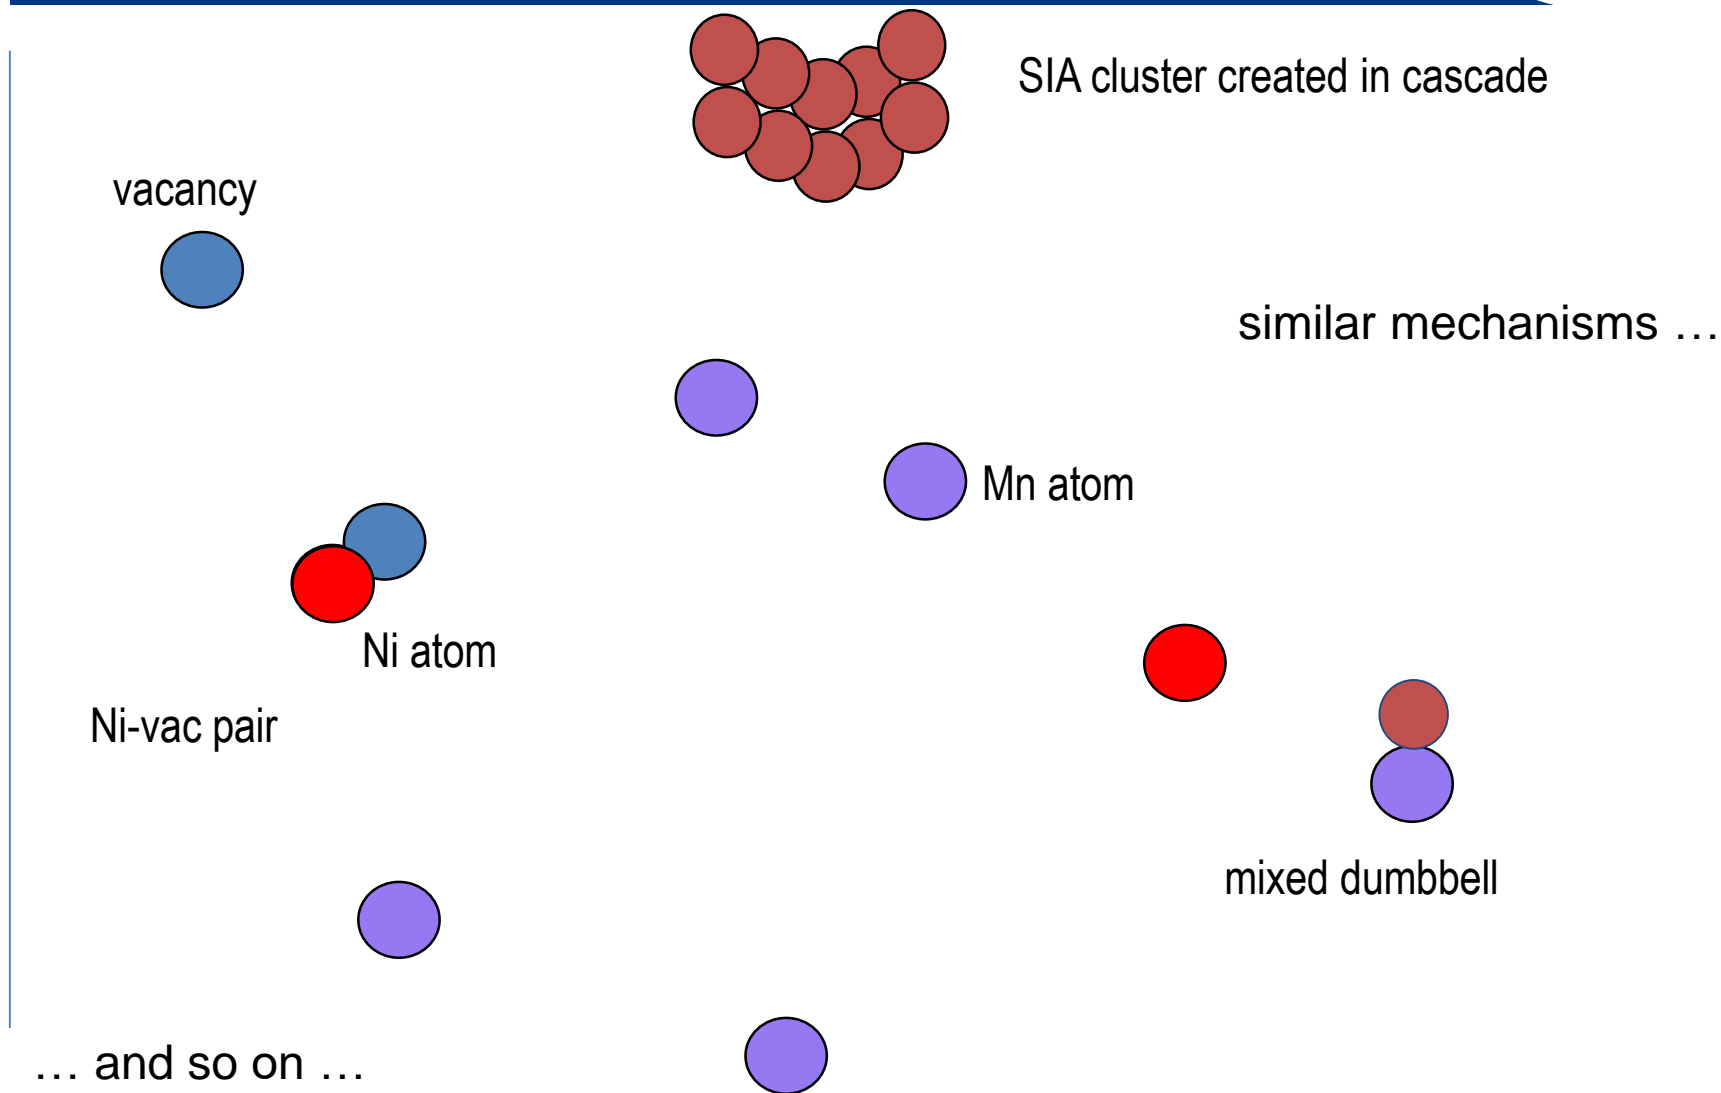 SIA cluster created in cascade
vacancy
similar mechanisms …
Mn atom
Ni atom
Ni-vac pair
mixed dumbbell
… and so on …